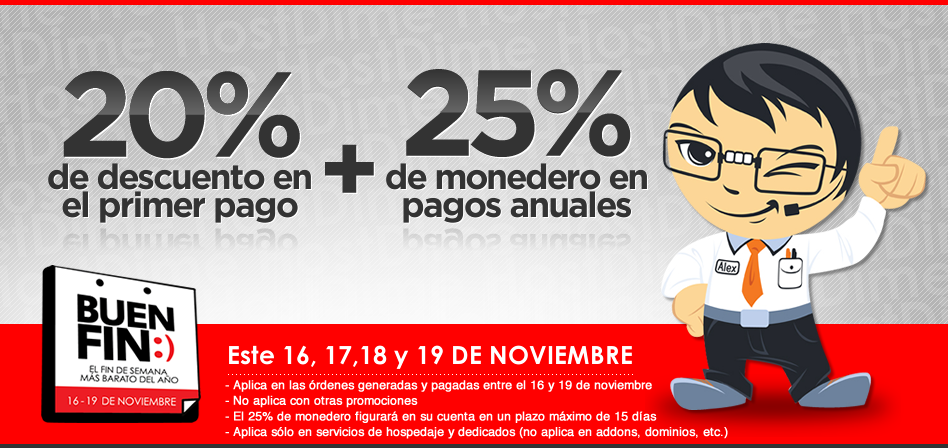 HostDime HostDime
20%
de descuento en
el primer pago
+
25%
de monedero en
pagos anuales
Alex
BUEN
FIN:)
EL FIN DE SEMANA
MÁS BARATO DEL AÑO
16 - 19 DE NOVIEMBRE
Este 16, 17,18 y 19 DE NOVIEMBRE
- Aplica en las órdenes generadas y pagadas entre el 16 y 19 de noviembre
- No aplica con otras promociones
- El 25% de monedero figurará en su cuenta en un plazo máximo de 15 días
- Aplica sólo en servicios de hospedaje y dedicados (no aplica en addons, dominios, etc.)